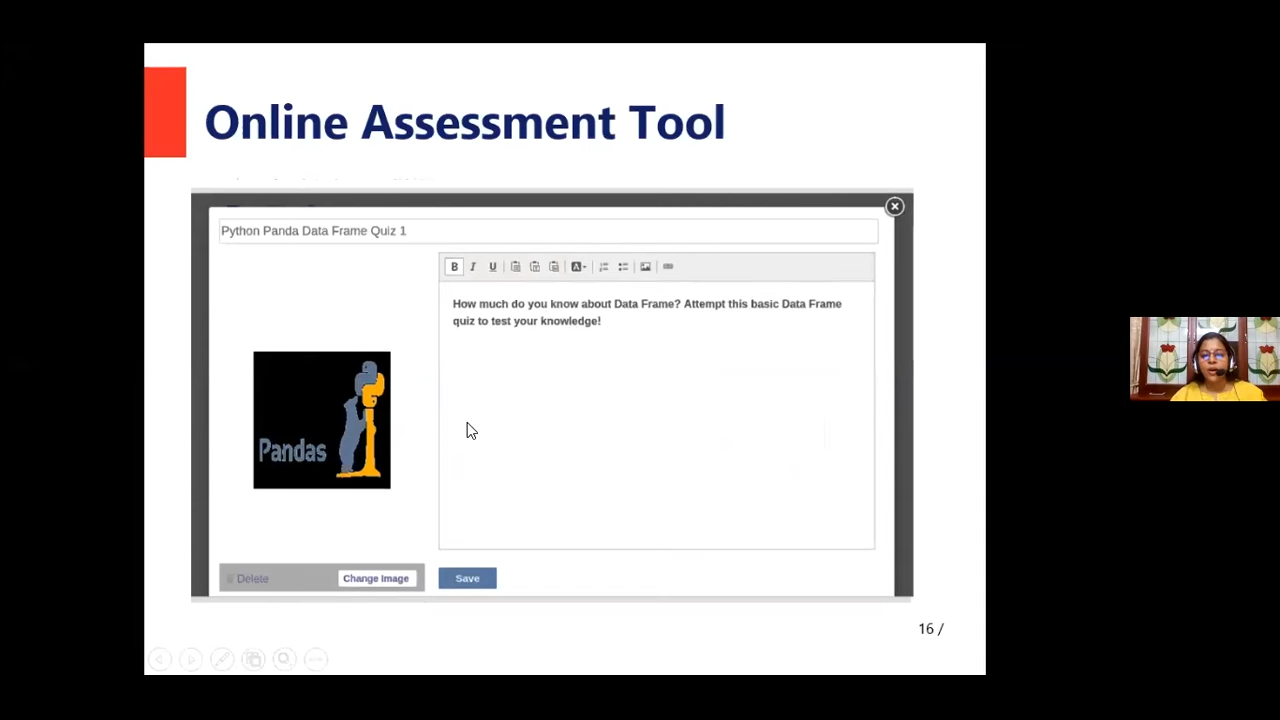 Online Assessment Tool
Python Panda Data Frame Quiz 1
B I U A
How much do you know about Data Frame? Attempt this basic Data Frame
quiz to test your knowledge!
Pandas
Delete
Change Image
Save
16 /